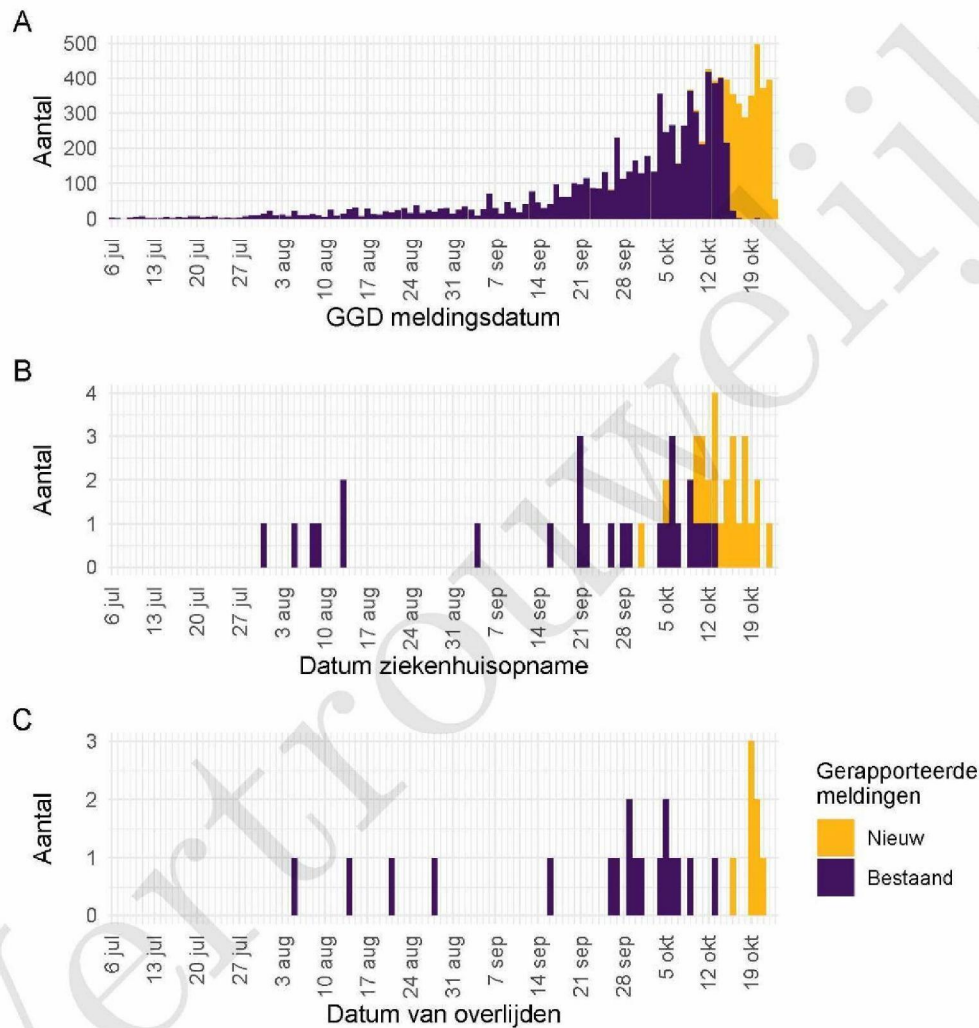 A
500
400
300
200
100
0
Aantal
6 jul
13 jul
20 jul
27 jul
3 aug
10 aug
17 aug
24 aug
31 aug
7 sep
14 sep
21 sep
28 sep
5 okt
12 okt
19 okt
GGD meldingsdatum
B
4
3
2
1
0
Aantal
6 jul
13 jul
20 jul
27 jul
3 aug
10 aug
17 aug
24 aug
31 aug
7 sep
14 sep
21 sep
28 sep
5 okt
12 okt
19 okt
Datum ziekenhuisopname
C
3
2
1
0
Aantal
6 jul
13 jul
20 jul
27 jul
3 aug
10 aug
17 aug
24 aug
31 aug
7 sep
14 sep
21 sep
28 sep
5 okt
12 okt
19 okt
Datum van overlijden
Gerapporteerde
meldingen
Nieuw
Bestaand
Vertrouwelij